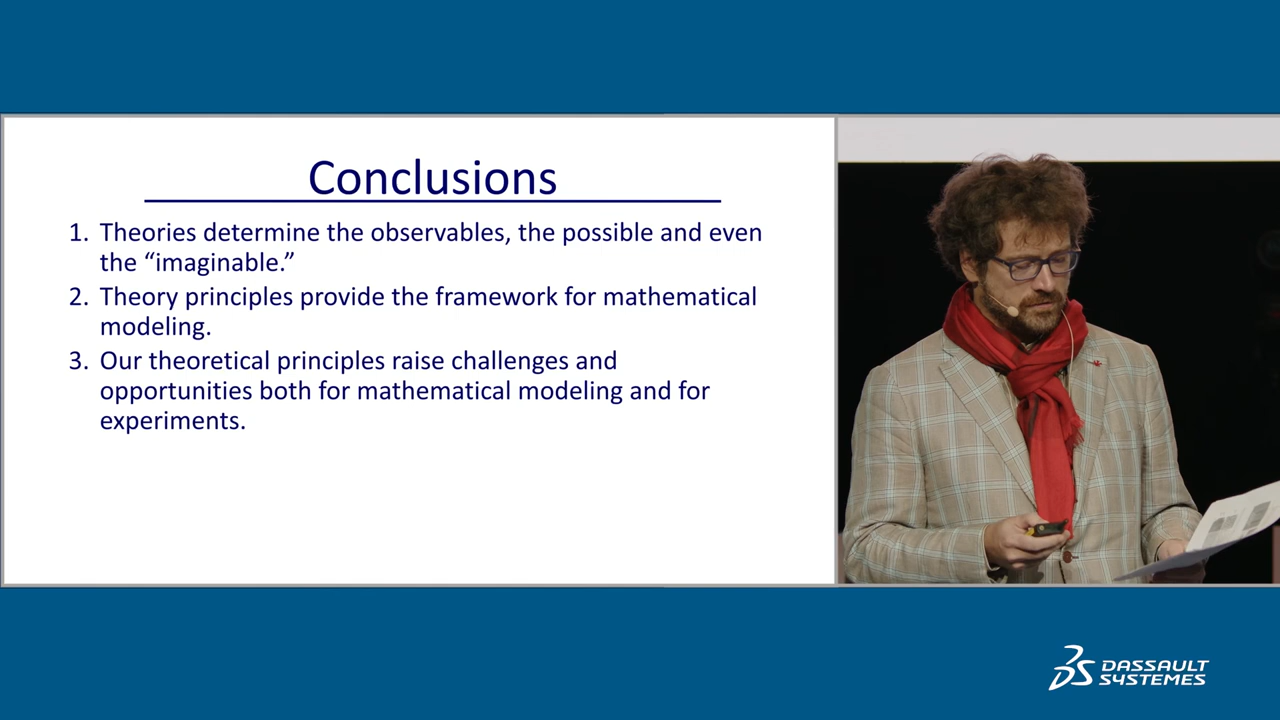 Conclusions
1. Theories determine the observables, the possible and even
the “imaginable.”
2. Theory principles provide the framework for mathematical
modeling.
3. Our theoretical principles raise challenges and
opportunities both for mathematical modeling and for
experiments.
DASSAULT
SYSTEMES